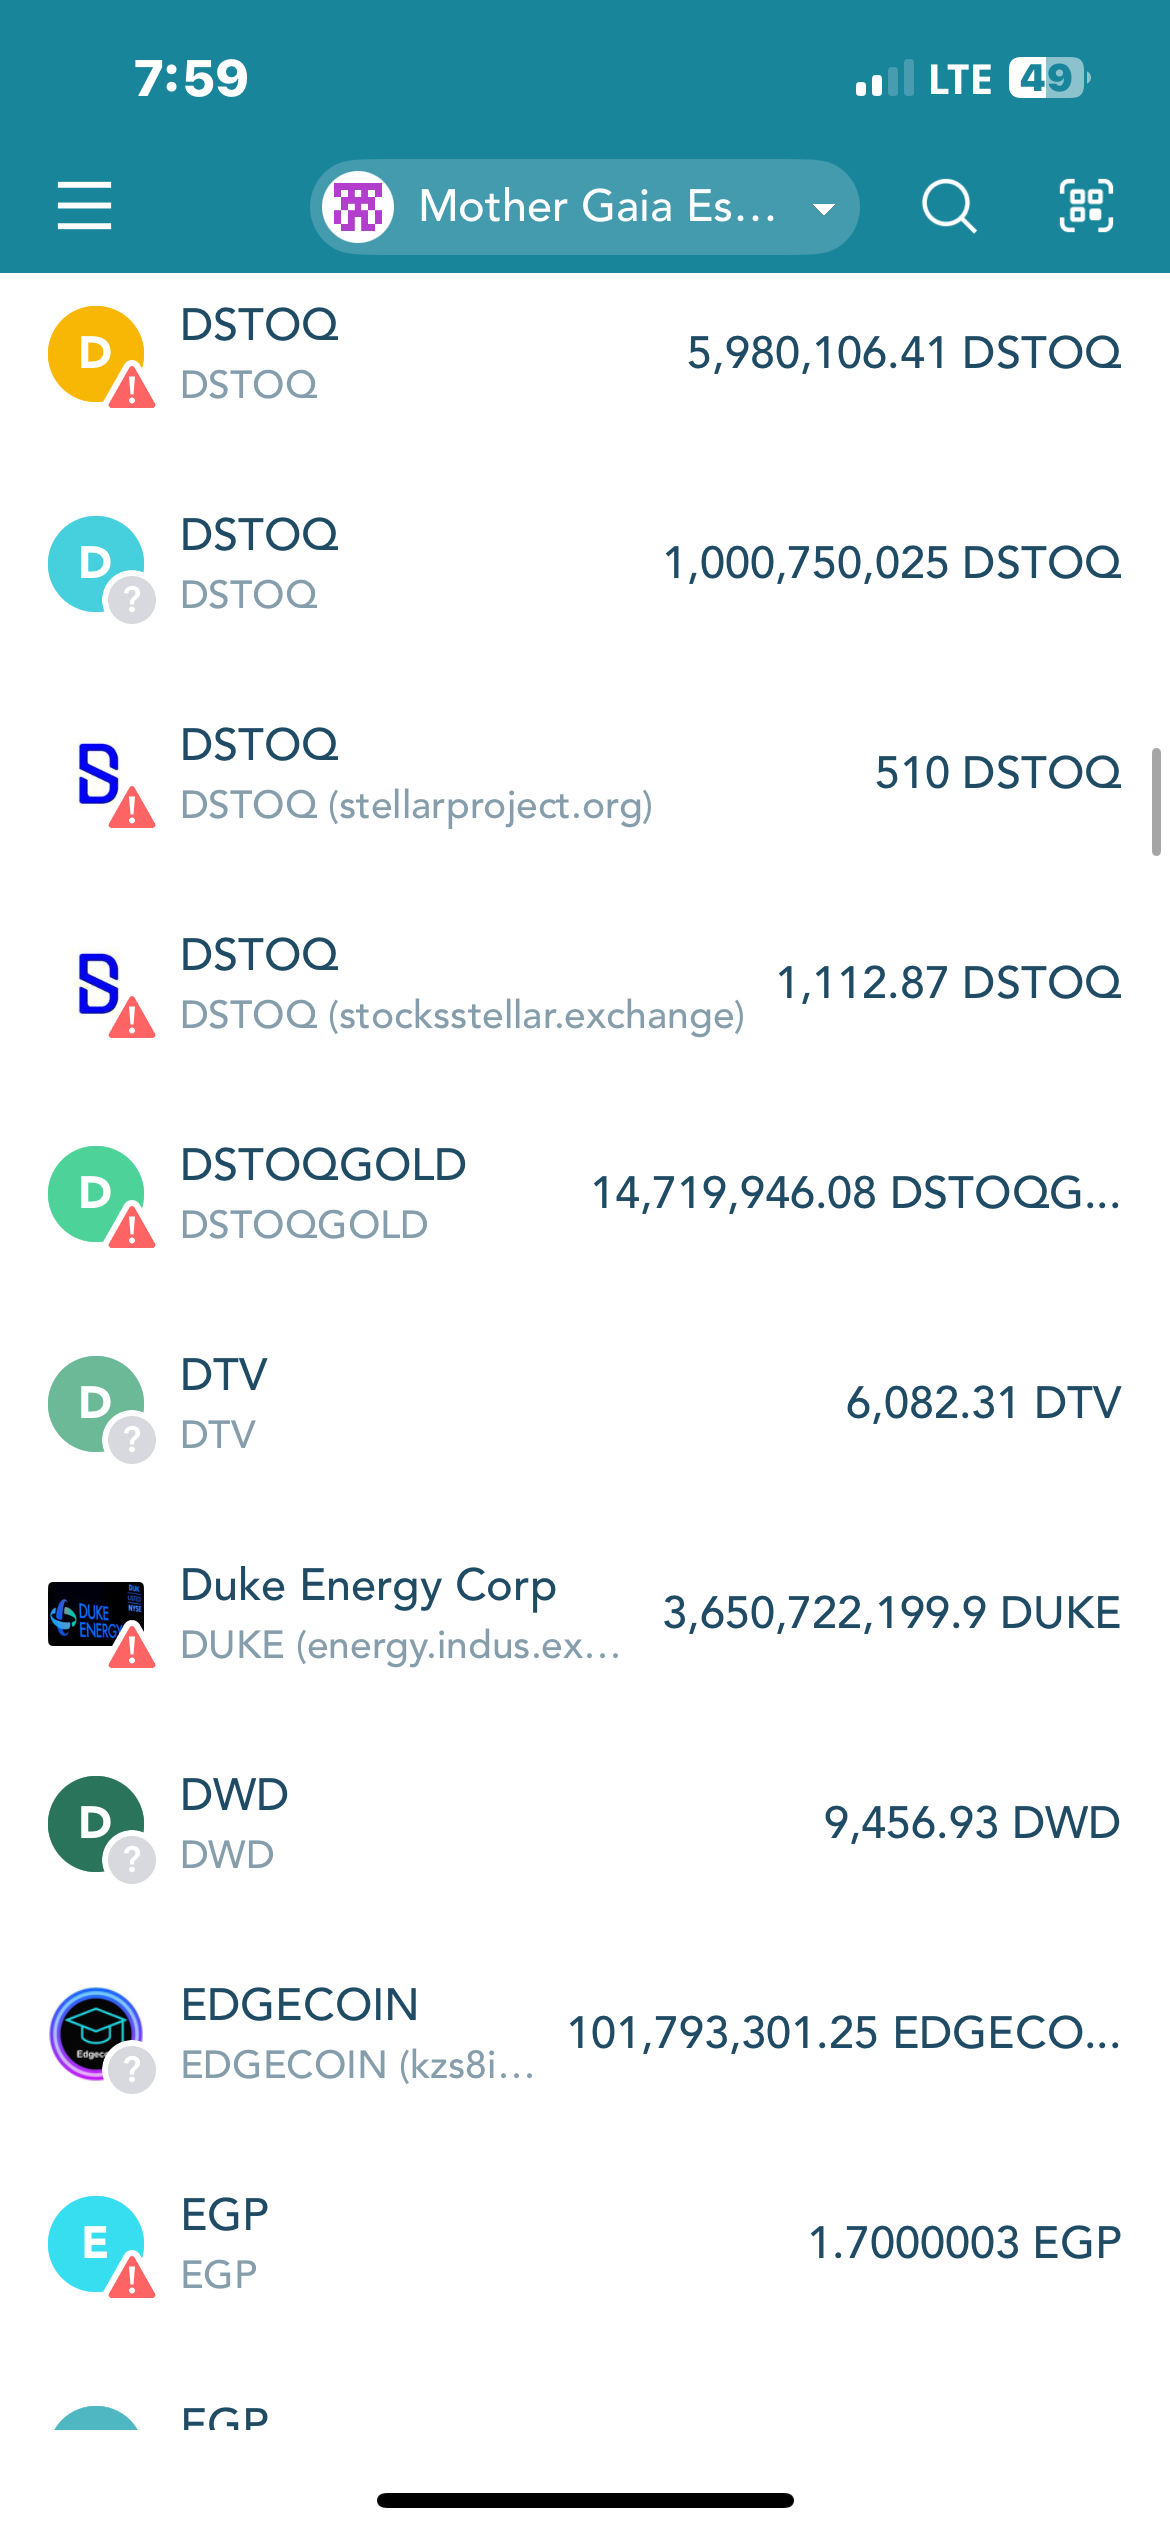 7:59
LTE 49
Mother Gaia Es...
DSTOQ
DSTOQ
5,980,106.41 DSTOQ
DSTOQ
DSTOQ
1,000,750,025 DSTOQ
DSTOQ
DSTOQ (stellarproject.org)
510 DSTOQ
DSTOQ
DSTOQ (stocksstellar.exchange)
1,112.87 DSTOQ
DSTOQGOLD
DSTOQGOLD
14,719,946.08 DSTOQG...
DTV
DTV
6,082.31 DTV
DUKE
ENERGY
Duke Energy Corp
DUKE (energy.indus.ex...
3,650,722,199.9 DUKE
DWD
DWD
9,456.93 DWD
EDGECOIN
EDGECOIN (kzs8i...
101,793,301.25 EDGECO...
EGP
EGP
1.7000003 EGP
EGP